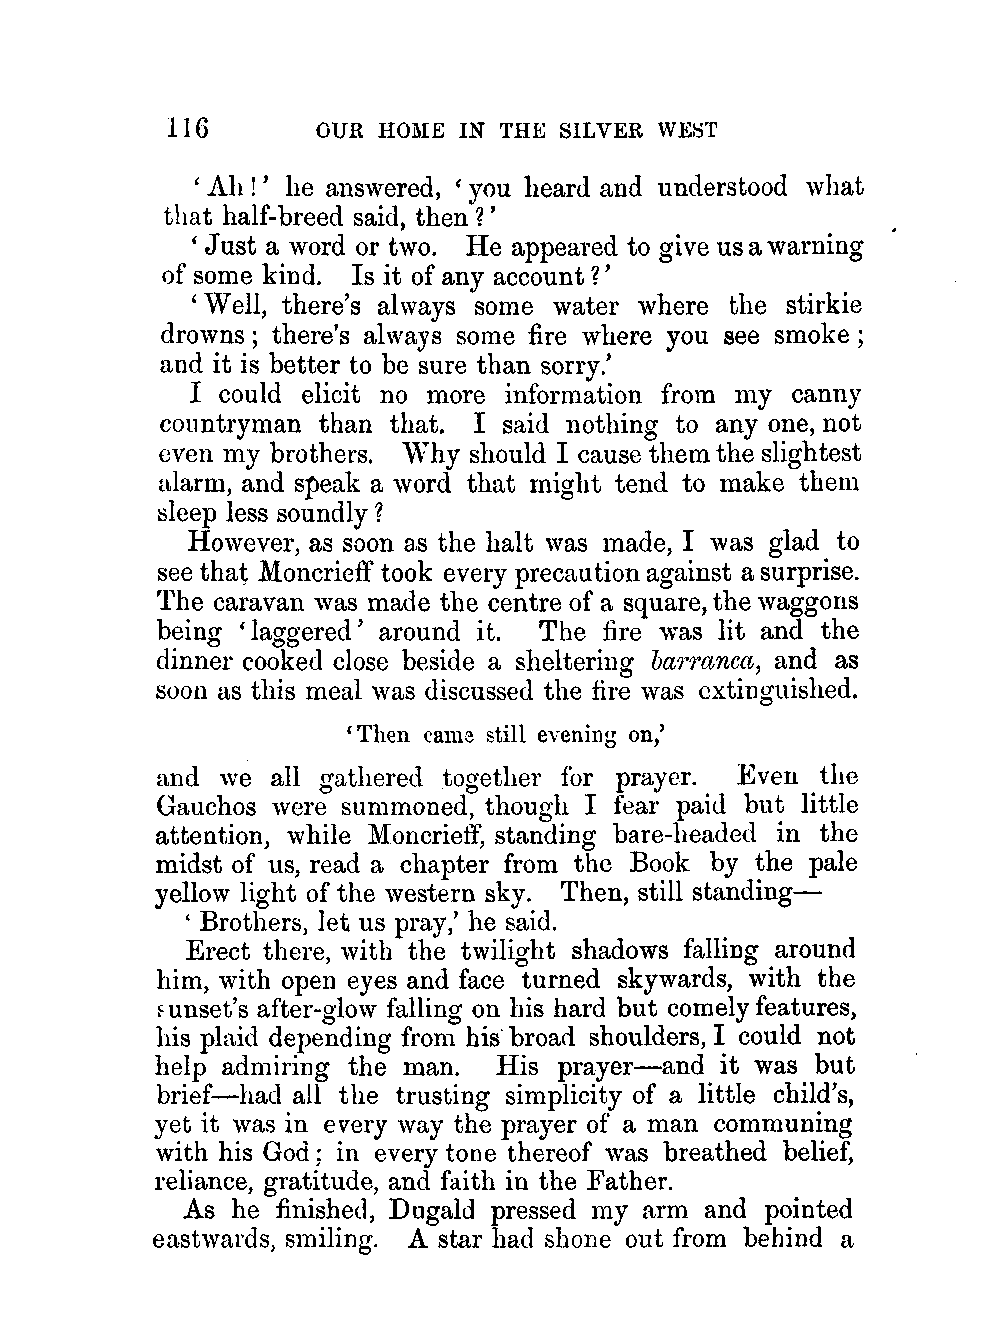 116 OUR HOME IN THE SILVER WEST
‘Ah!’ he answered, ‘you heard and understood what
that half-breed said, then?’
‘Just a word or two. He appeared to give us a warning
of some kind. Is it of any account?’
‘Well, there's always some water where the stirkie
drowns; there's always some fire where you see smoke;
and it is better to be sure than sorry.’
I could elicit no more information from my canny
countryman than that. I said nothing to any one, not
even my brothers. Why should I cause them the slightest
alarm, and speak a word that might tend to make them
sleep less soundly?
However, as soon as the halt was made, I was glad to
see that Moncrieff took every precaution against a surprise.
The caravan was made the centre of a square, the waggons
being ‘laggered’ around it. The fire was lit and the
dinner cooked close beside a sheltering barranca, and as
soon as this meal was discussed the fire was extinguished.
‘Then came still evening on,’
and we all gathered together for prayer. Even the
Gauchos were summoned, though I fear paid but little
attention, while Moncrieff, standing bare-headed in the
midst of us, read a chapter from the Book by the pale
yellow light of the western sky. Then, still standing—
‘Brothers, let us pray,’ he said.
Erect there, with the twilight shadows falling around
him, with open eyes and face turned skywards, with the
sunset's after-glow falling on his hard but comely features,
his plaid depending from his broad shoulders, I could not
help admiring the man. His prayer—and it was but
brief—had all the trusting simplicity of a little child's,
yet it was in every way the prayer of a man communing
with his God; in every tone thereof was breathed belief,
reliance, gratitude, and faith in the Father.
As he finished, Dugald pressed my arm and pointed
eastwards, smiling. A star had shone out from behind a